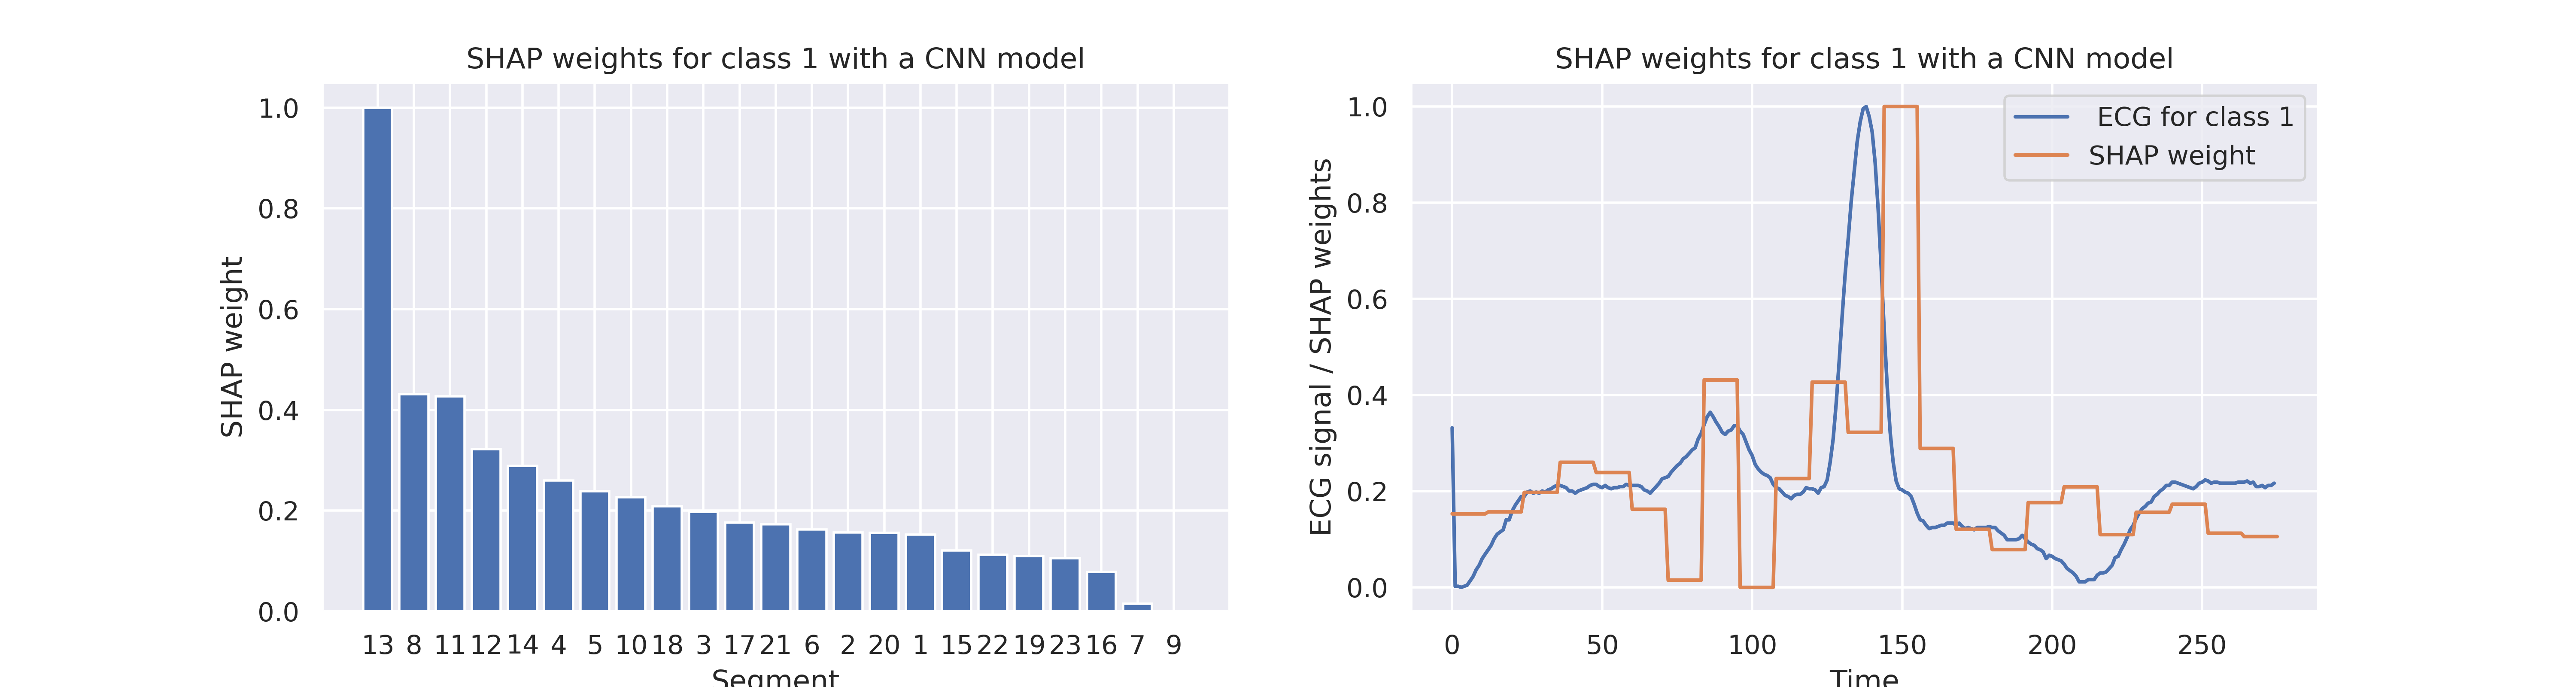 SHAP weights for class 1 with a CNN model
1.0
0.8
0.6
0.4
0.2
0.0
SHAP weight
13 8 11 12 14 4 5 10 18 3 17 21 6 2 20 1 15 22 19 23 16 7 9
Segment
SHAP weights for class 1 with a CNN model
ECG for class 1
SHAP weight
1.0
0.8
0.6
0.4
0.2
0.0
ECG signal / SHAP weights
0 50 100 150 200 250
Time